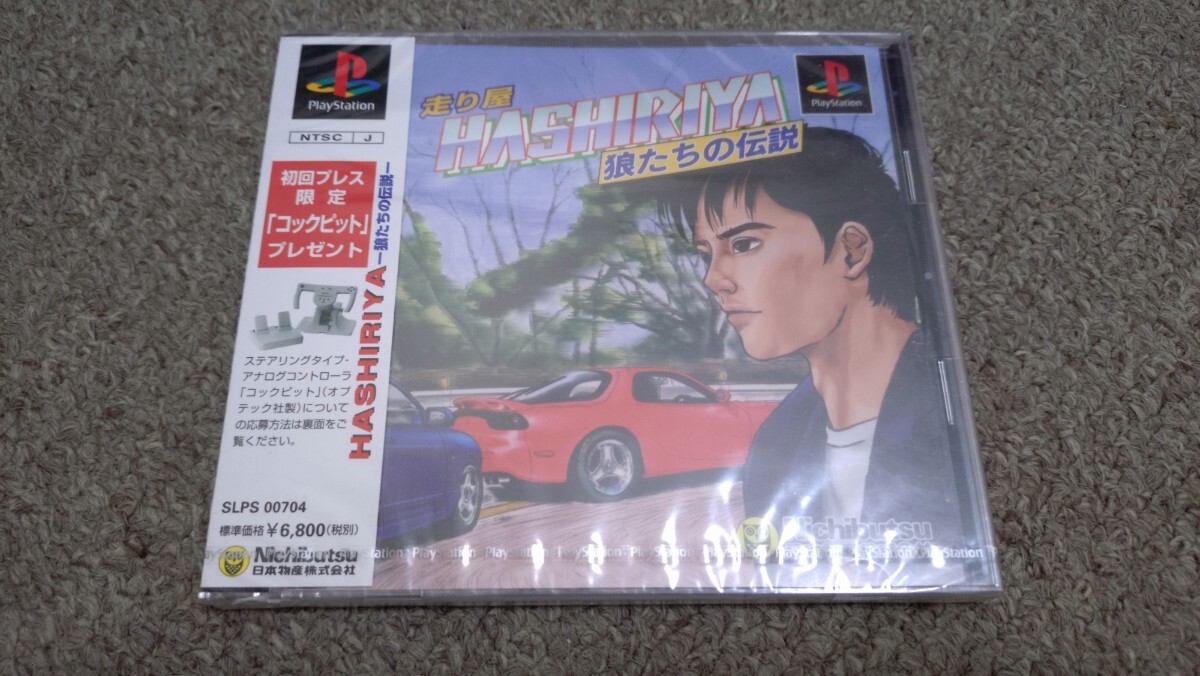 PlayStation
NTSC J
初回プレス
限定
「コックピット」
プレゼント
HASHIRIYA―狼たちの伝説―
ステアリングタイプ・
アナログコントローラ
「コックピット」(オプ
テック社製)について
の応募方法は裏面をご
覧ください。
SLPS 00704
標準価格¥6,800(税別)
Nichibutsu
日本物産株式会社
走り屋
HASHIRIYA
狼たちの伝説
PlayStation
Nichibutsu
PlayStation PlayStation PlayStation PlayStation PlayStation